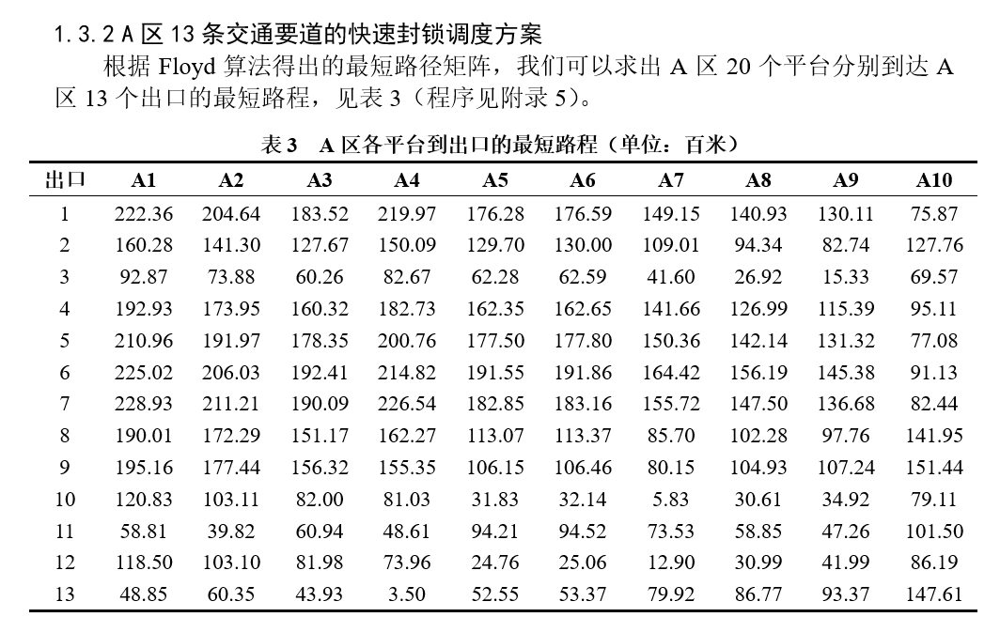 1.3.2 A 区 13 条交通要道的快速封锁调度方案
根据 Floyd 算法得出的最短路径矩阵，我们可以求出 A 区 20 个平台分别到达 A
区 13 个出口的最短路程，见表 3（程序见附录 5）。
表 3 A 区各平台到出口的最短路程（单位：百米）
出口 A1 A2 A3 A4 A5 A6 A7 A8 A9 A10
1 222.36 204.64 183.52 219.97 176.28 176.59 149.15 140.93 130.11 75.87
2 160.28 141.30 127.67 150.09 129.70 130.00 109.01 94.34 82.74 127.76
3 92.87 73.88 60.26 82.67 62.28 62.59 41.60 26.92 15.33 69.57
4 192.93 173.95 160.32 182.73 162.35 162.65 141.66 126.99 115.39 95.11
5 210.96 191.97 178.35 200.76 177.50 177.80 150.36 142.14 131.32 77.08
6 225.02 206.03 192.41 214.82 191.55 191.86 164.42 156.19 145.38 91.13
7 228.93 211.21 190.09 226.54 182.85 183.16 155.72 147.50 136.68 82.44
8 190.01 172.29 151.17 162.27 113.07 113.37 85.70 102.28 97.76 141.95
9 195.16 177.44 156.32 155.35 106.15 106.46 80.15 104.93 107.24 151.44
10 120.83 103.11 82.00 81.03 31.83 32.14 5.83 30.61 34.92 79.11
11 58.81 39.82 60.94 48.61 94.21 94.52 73.53 58.85 47.26 101.50
12 118.50 103.10 81.98 73.96 24.76 25.06 12.90 30.99 41.99 86.19
13 48.85 60.35 43.93 3.50 52.55 53.37 79.92 86.77 93.37 147.61